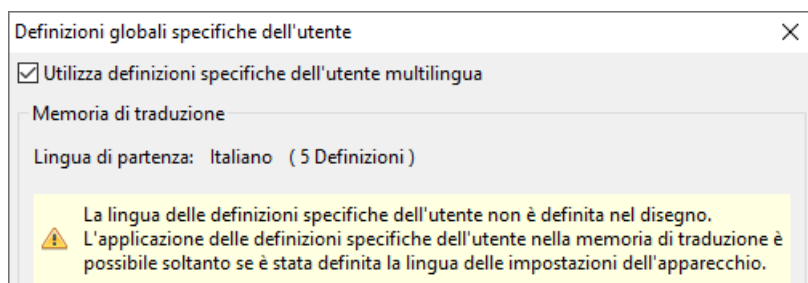 Definizioni globali specifiche dell'utente
Utilizza definizioni specifiche dell'utente multilingua
Memoria di traduzione
Lingua di partenza: Italiano ( 5 Definizioni )
La lingua delle definizioni specifiche dell'utente non è definita nel disegno.
L'applicazione delle definizioni specifiche dell'utente nella memoria di traduzione è
possibile soltanto se è stata definita la lingua delle impostazioni dell'apparecchio.